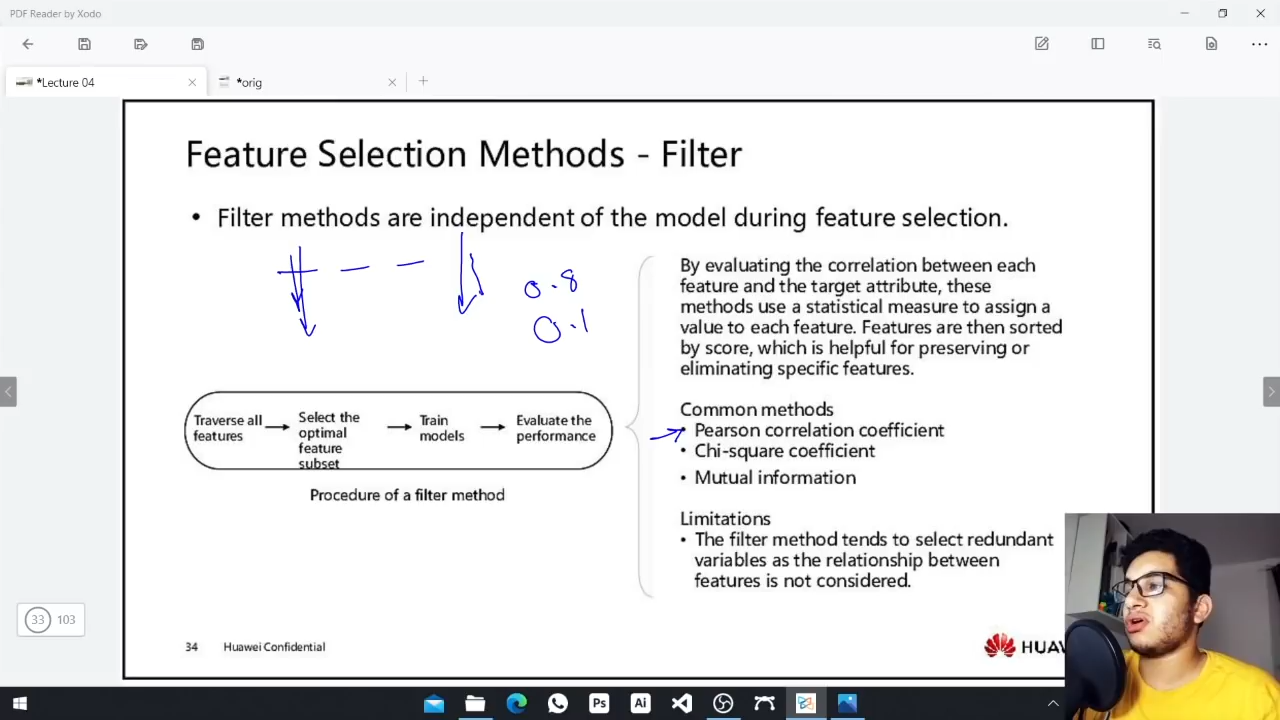 PDF Reader by Xodo
*Lecture 04
*orig
Feature Selection Methods - Filter
• Filter methods are independent of the model during feature selection.
0.8
0.1
By evaluating the correlation between each
feature and the target attribute, these
methods use a statistical measure to assign a
value to each feature. Features are then sorted
by score, which is helpful for preserving or
eliminating specific features.
Traverse all
features
Select the
optimal
feature
subset
Train
models
Evaluate the
performance
Procedure of a filter method
Common methods
• Pearson correlation coefficient
• Chi-square coefficient
• Mutual information
Limitations
• The filter method tends to select redundant
variables as the relationship between
features is not considered.
33 103
34 Huawei Confidential
HUAW
Ps
Ai